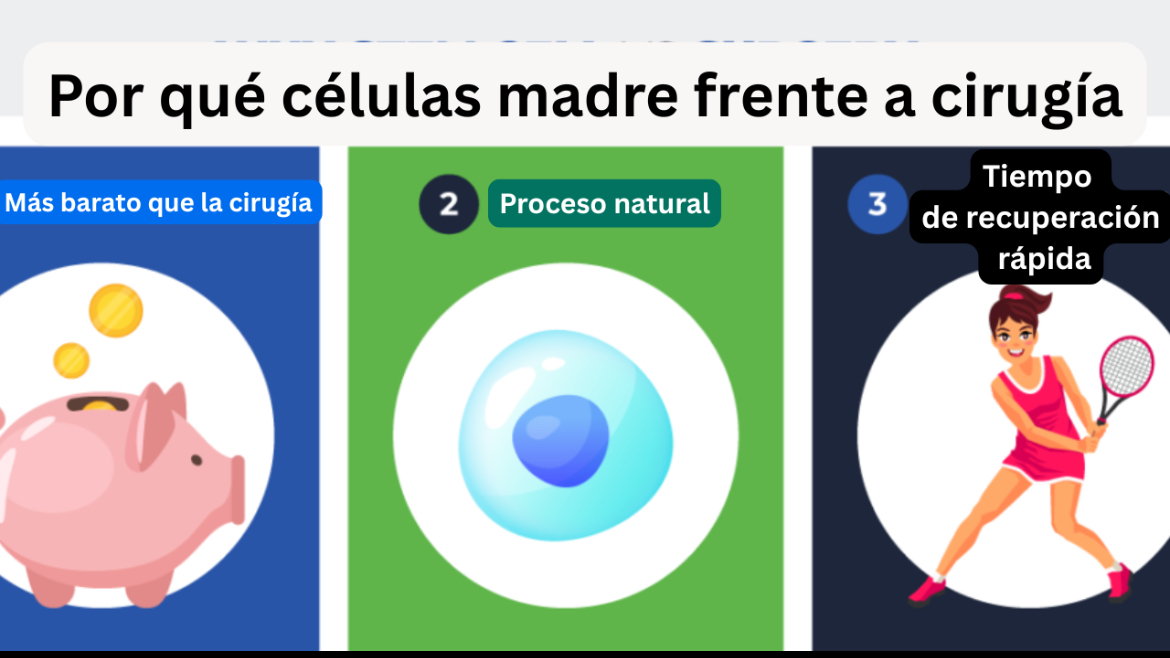 Por qué células madre frente a cirugía
Más barato que la cirugía
2
Proceso natural
3
Tiempo
de recuperación
rápida